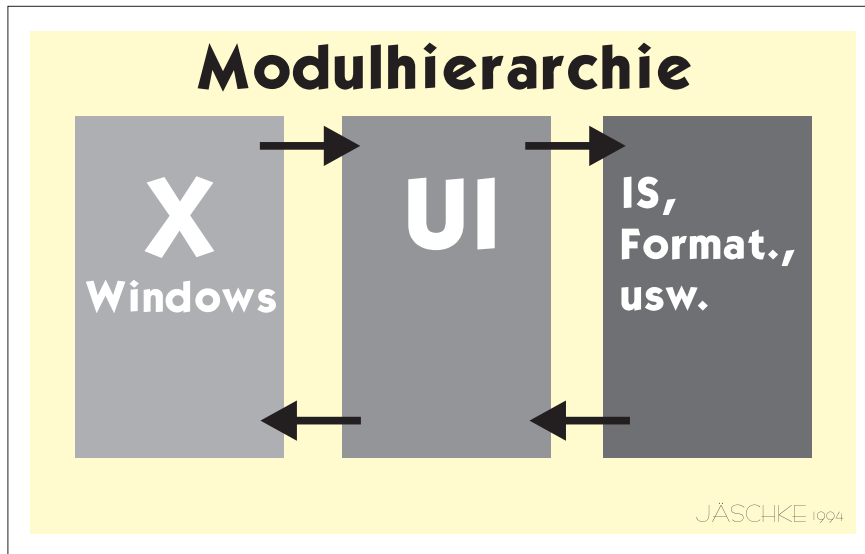 Modulhierarchie
X
Windows
UI
IS,
Format.,
usw.
JÄSCHKE 1994